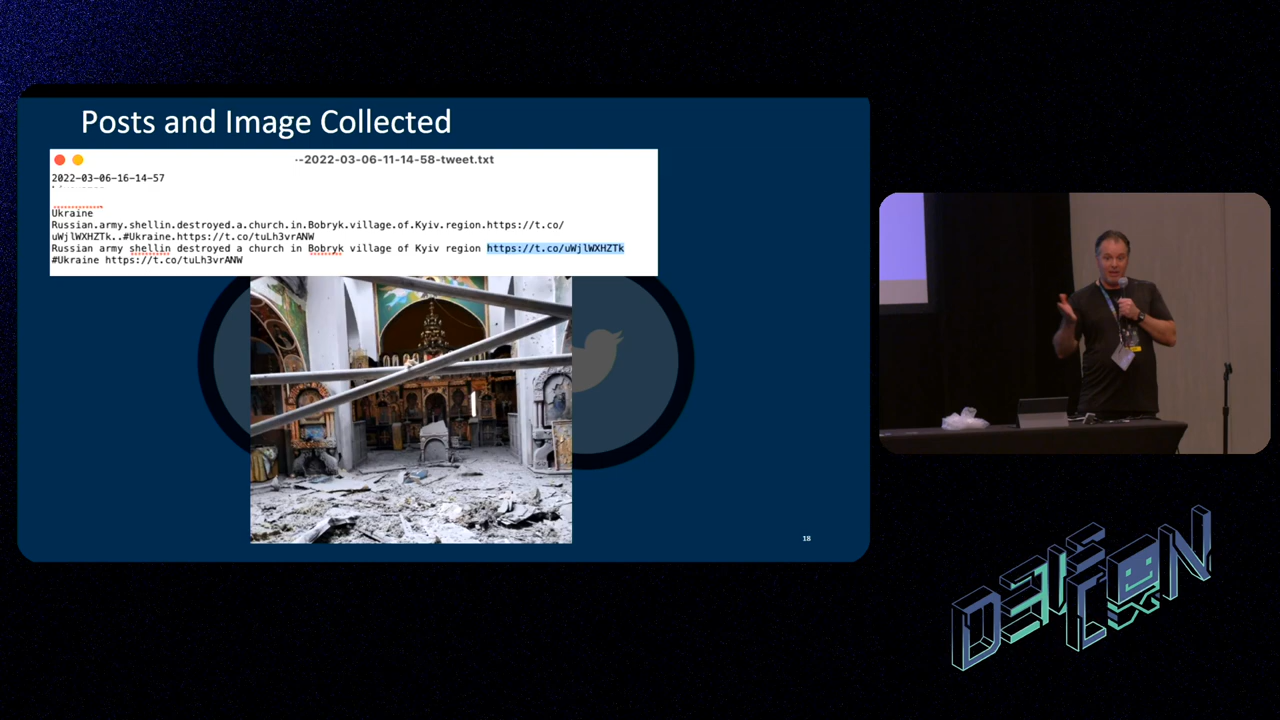 Posts and Image Collected
--2022-03-06-11-14-58-tweet.txt
2022-03-06-16-14-57
Ukraine
Russian.army.shellin.destroyed.a.church.in.Bobryk.village.of.Kyiv.region.https://t.co/
uWjlWXHZTk..#Ukraine.https://t.co/tuLh3vrANW
Russian army shellin destroyed a church in Bobryk village of Kyiv region https://t.co/uWjlWXHZTk
#Ukraine https://t.co/tuLh3vrANW
18
DEF CON